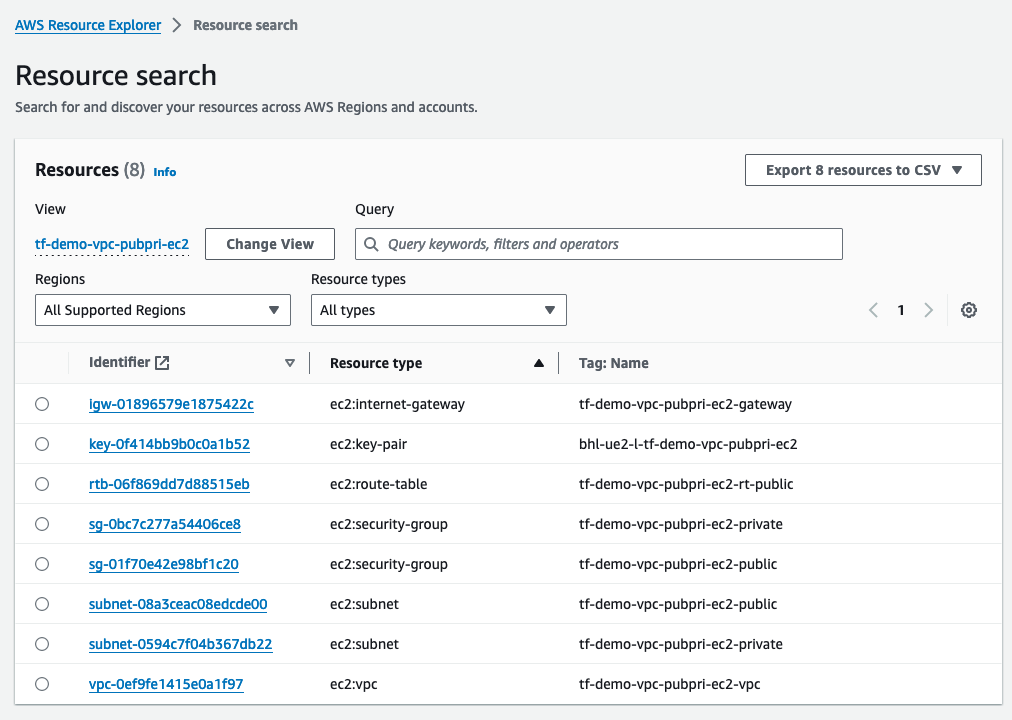 AWS Resource Explorer > Resource search
Resource search
Search for and discover your resources across AWS Regions and accounts.
Resources (8) Info
Export 8 resources to CSV
View
Query
tf-demo-vpc-pubpri-ec2
Change View
Query keywords, filters and operators
Regions
Resource types
All Supported Regions
All types
1
Identifier Resource type Tag: Name
igw-01896579e1875422c ec2:internet-gateway tf-demo-vpc-pubpri-ec2-gateway
key-0f414bb9b0c0a1b52 ec2:key-pair bhl-ue2-l-tf-demo-vpc-pubpri-ec2
rtb-06f869dd7d88515eb ec2:route-table tf-demo-vpc-pubpri-ec2-rt-public
sg-0bc7c277a54406ce8 ec2:security-group tf-demo-vpc-pubpri-ec2-private
sg-01f70e42e98bf1c20 ec2:security-group tf-demo-vpc-pubpri-ec2-public
subnet-08a3ceac08edcde00 ec2:subnet tf-demo-vpc-pubpri-ec2-public
subnet-0594c7f04b367db22 ec2:subnet tf-demo-vpc-pubpri-ec2-private
vpc-0ef9fe1415e0a1f97 ec2:vpc tf-demo-vpc-pubpri-ec2-vpc